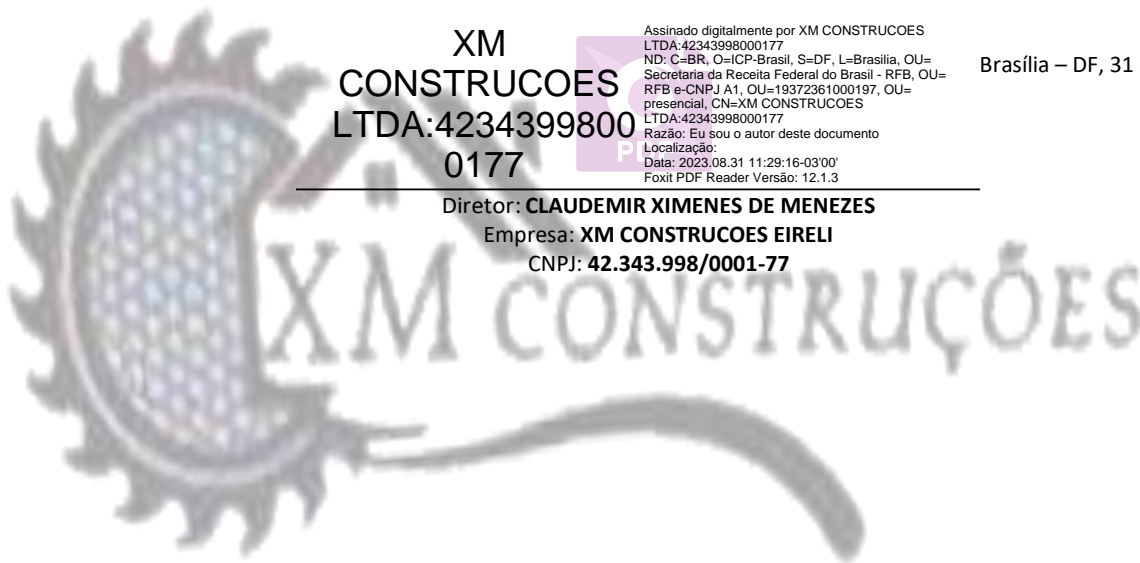 XM
CONSTRUCOES
LTDA:4234399800
0177
Assinado digitalmente por XM CONSTRUCOES
LTDA:42343998000177
ND: C=BR, O=ICP-Brasil, S=DF, L=Brasilia, OU=
Secretaria da Receita Federal do Brasil - RFB, OU=
RFB e-CNPJ A1, OU=19372361000197, OU=
presencial, CN=XM CONSTRUCOES
LTDA:42343998000177
Razão: Eu sou o autor deste documento
Localização:
Data: 2023.08.31 11:29:16-03'00'
Foxit PDF Reader Versão: 12.1.3
Brasília – DF, 31
Diretor: CLAUDEMIR XIMENES DE MENEZES
Empresa: XM CONSTRUCOES EIRELI
CNPJ: 42.343.998/0001-77
XM CONSTRUÇÕES